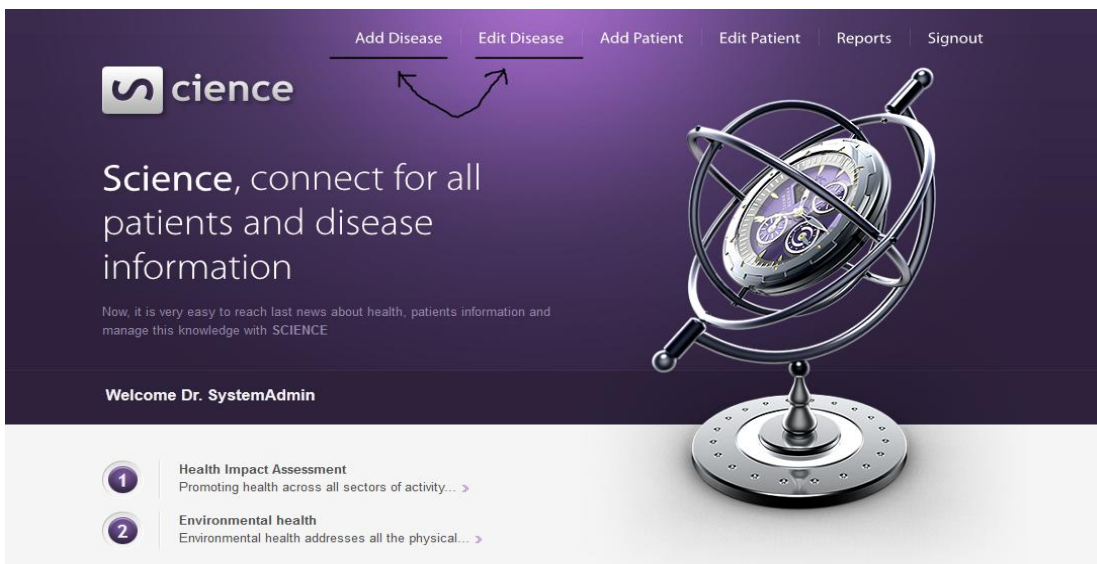 Add Disease Edit Disease Add Patient Edit Patient Reports Signout
Science
Science, connect for all
patients and disease
information
Now, it is very easy to reach last news about health, patients information and
manage this knowledge with SCIENCE
Welcome Dr. SystemAdmin
1 Health Impact Assessment
Promoting health across all sectors of activity...
2 Environmental health
Environmental health addresses all the physical...